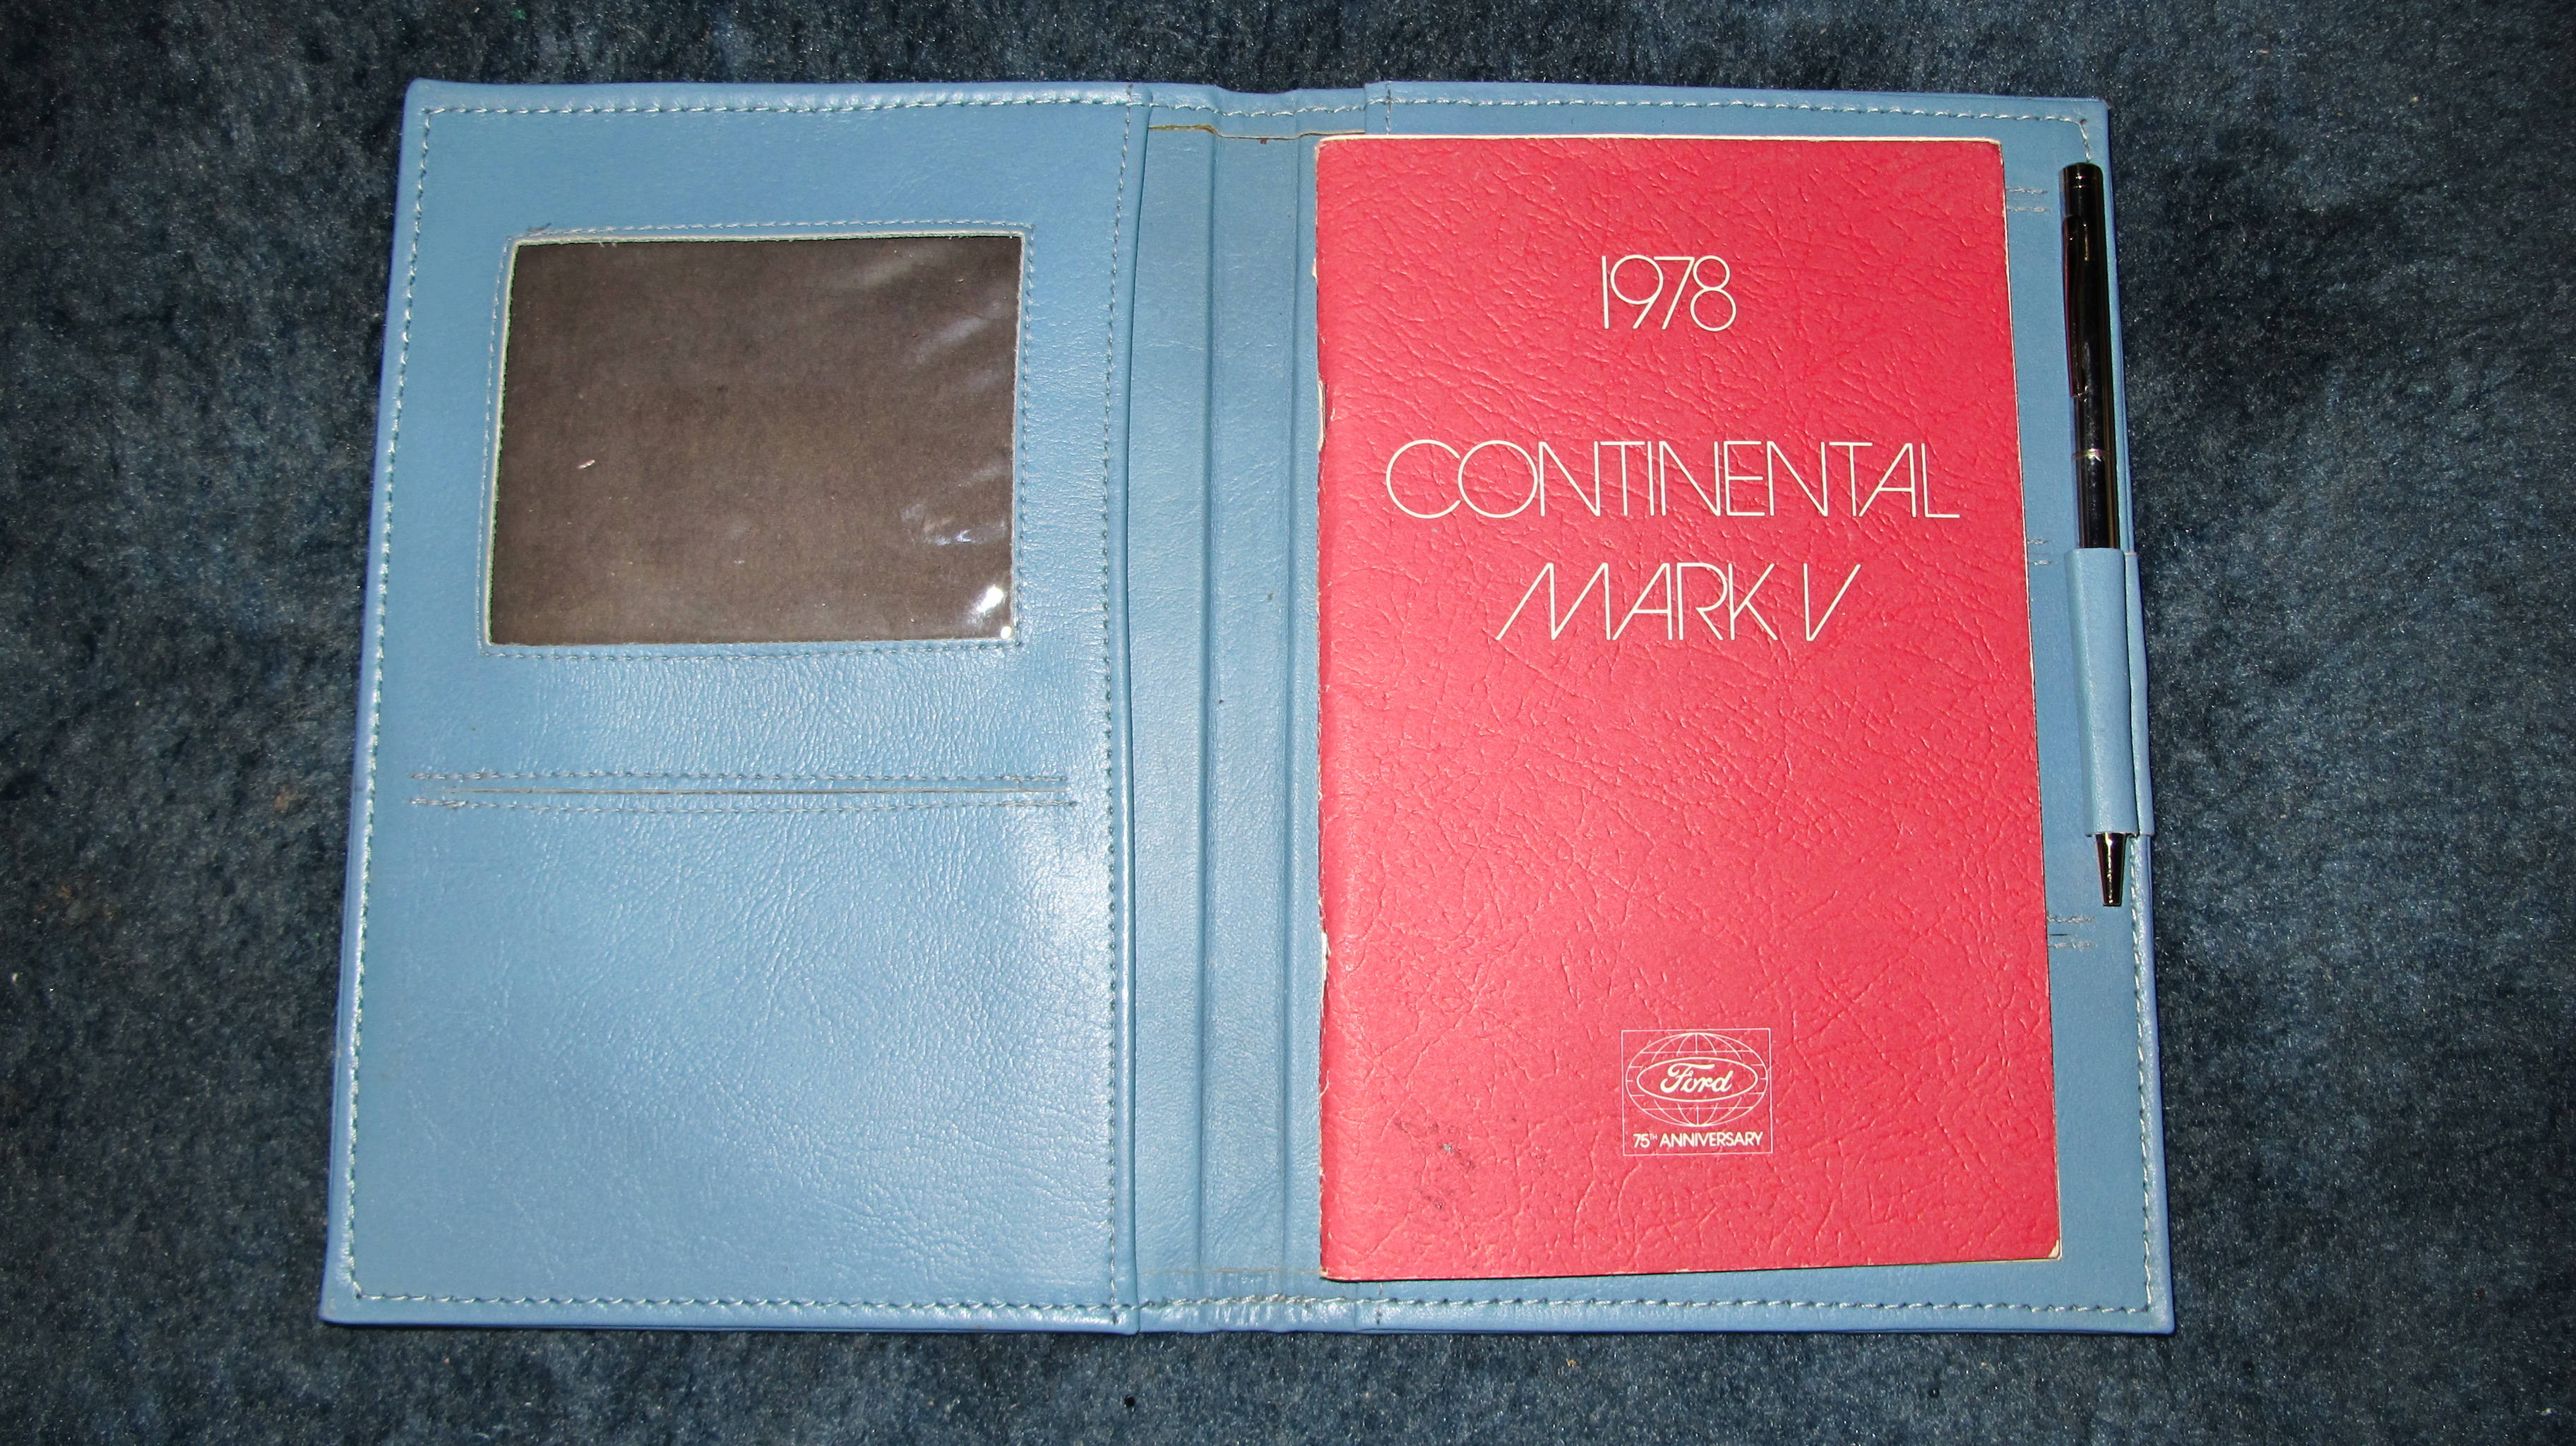 1978
CONTINENTAL
MARK V
Ford
75TH ANNIVERSARY